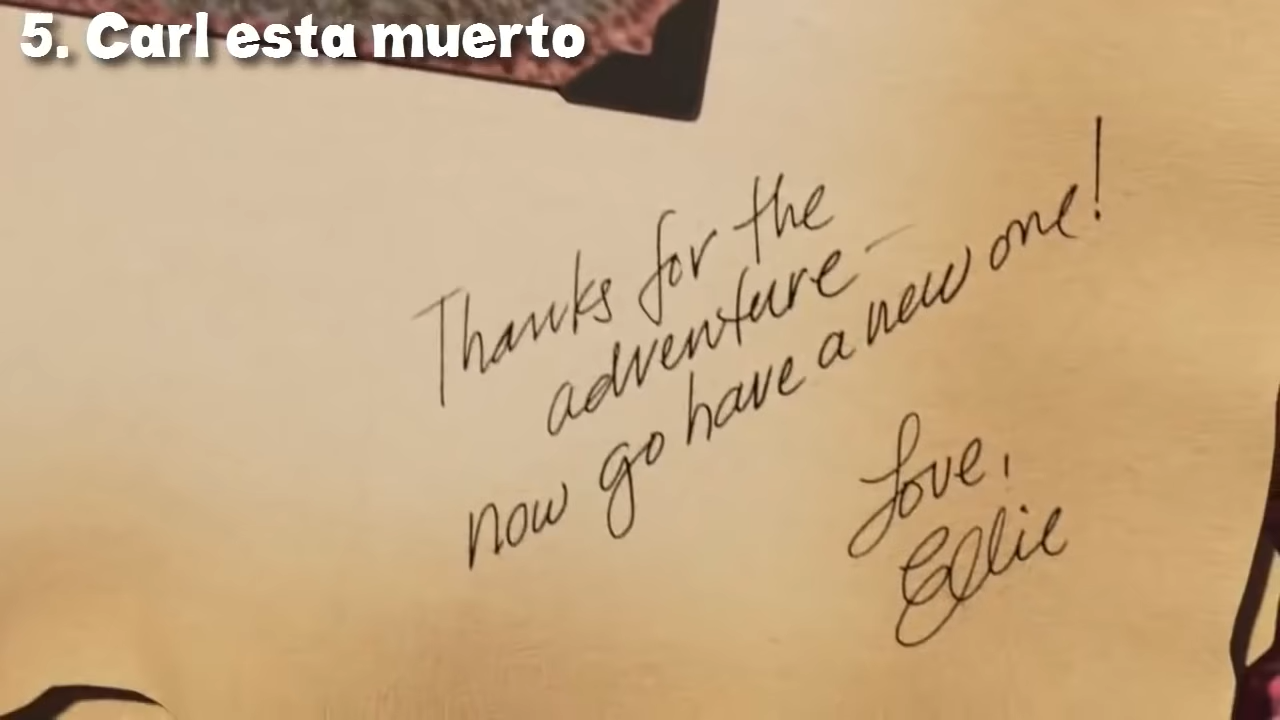 5. Carl esta muerto
Thanks for the
adventure—
now go have a new one!
Love,
Ellie